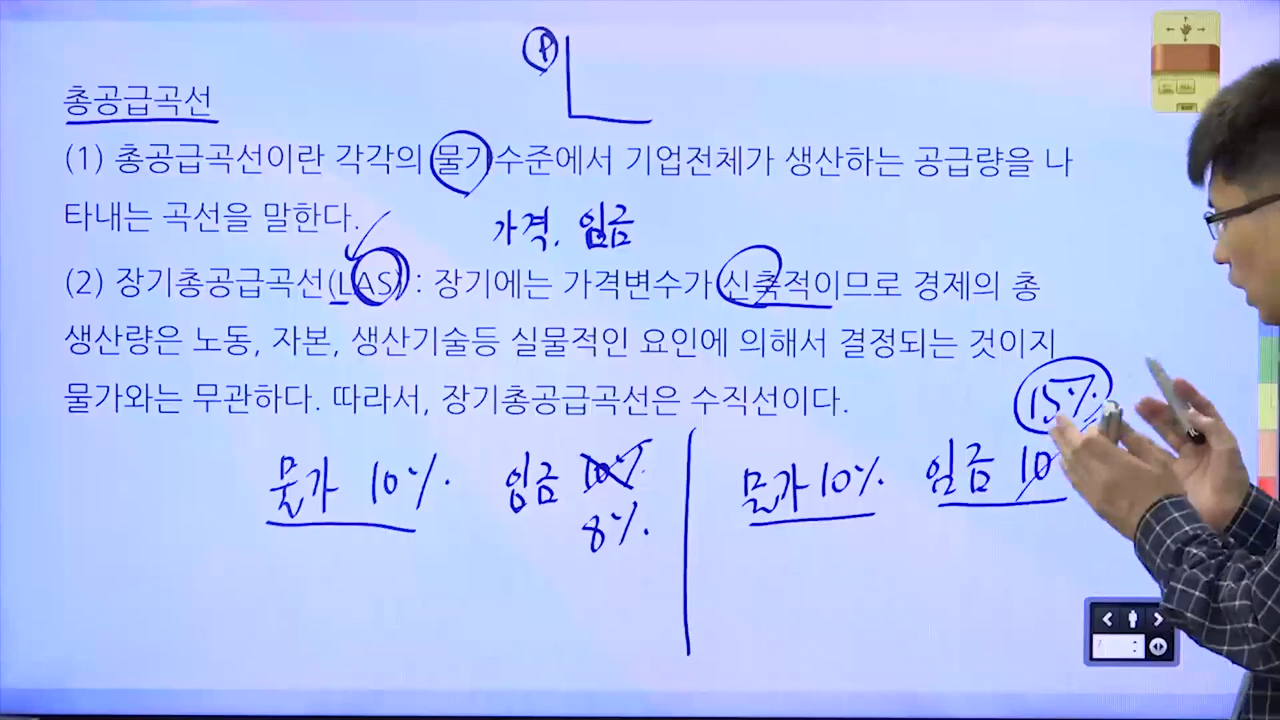 P
총공급곡선
(1) 총공급곡선이란 각각의 물가수준에서 기업전체가 생산하는 공급량을 나
타내는 곡선을 말한다.
가격, 임금
(2) 장기총공급곡선(LAS) : 장기에는 가격변수가 신축적이므로 경제의 총
생산량은 노동, 자본, 생산기술등 실물적인 요인에 의해서 결정되는 것이지
물가와는 무관하다. 따라서, 장기총공급곡선은 수직선이다.
15%
물가 10% 임금 10% 물가 10% 임금 10
8%